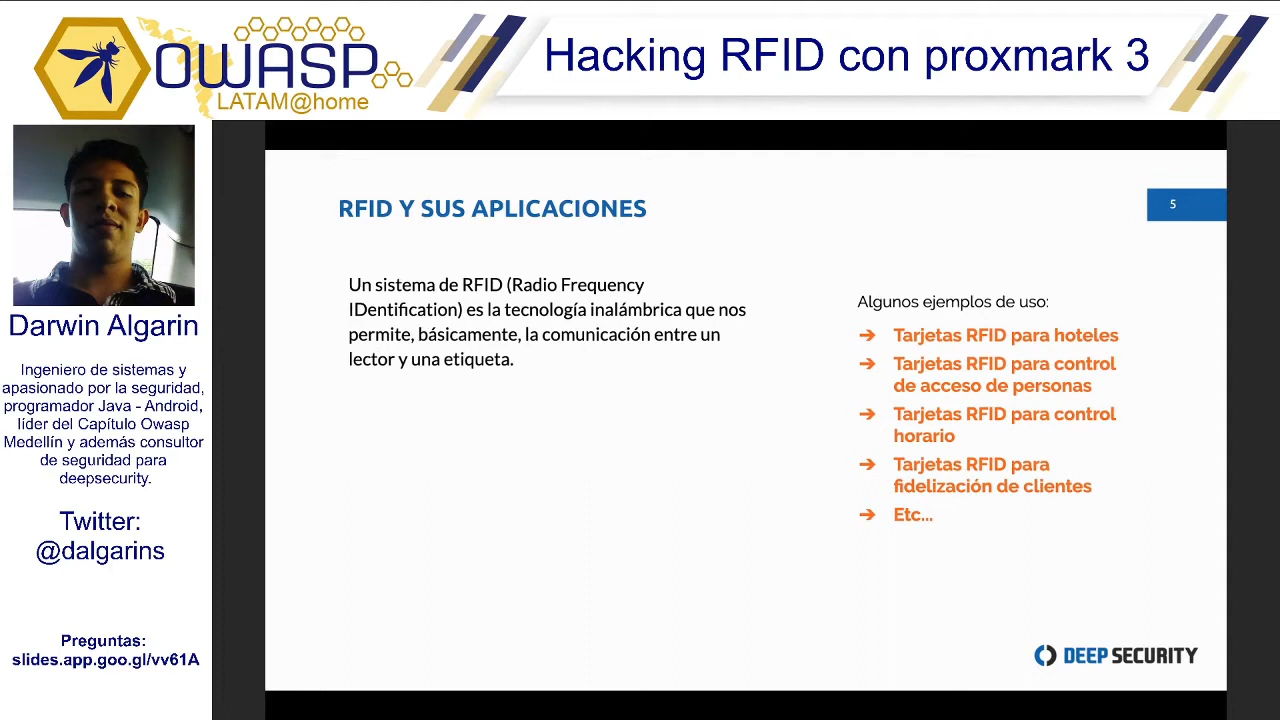 OWASP
LATAM@home
Hacking RFID con proxmark 3
Darwin Algarin
Ingeniero de sistemas y
apasionado por la seguridad,
programador Java - Android,
líder del Capítulo Owasp
Medellín y además consultor
de seguridad para
deepsecurity.
Twitter:
@dalgarins
Preguntas:
slides.app.goo.gl/vv61A
RFID Y SUS APLICACIONES
5
Un sistema de RFID (Radio Frequency
IDentification) es la tecnología inalámbrica que nos
permite, básicamente, la comunicación entre un
lector y una etiqueta.
Algunos ejemplos de uso:
➔ Tarjetas RFID para hoteles
➔ Tarjetas RFID para control
de acceso de personas
➔ Tarjetas RFID para control
horario
➔ Tarjetas RFID para
fidelización de clientes
➔ Etc...
DEEP SECURITY